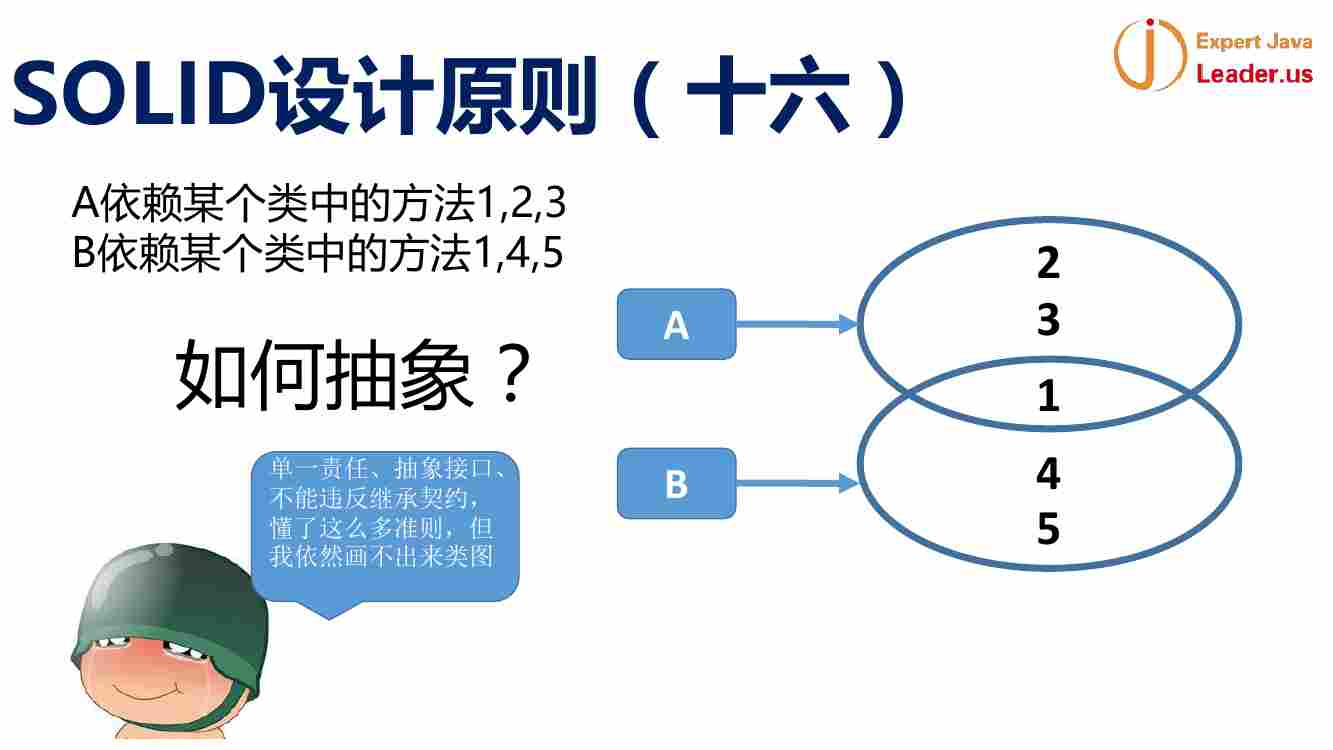 SOLID设计原则（十六）
Expert Java
Leader.us
A依赖某个类中的方法1,2,3
B依赖某个类中的方法1,4,5
如何抽象？
单一责任、抽象接口、
不能违反继承契约，
懂了这么多准则，但
我依然画不出来类图
A
B
2
3
1
4
5